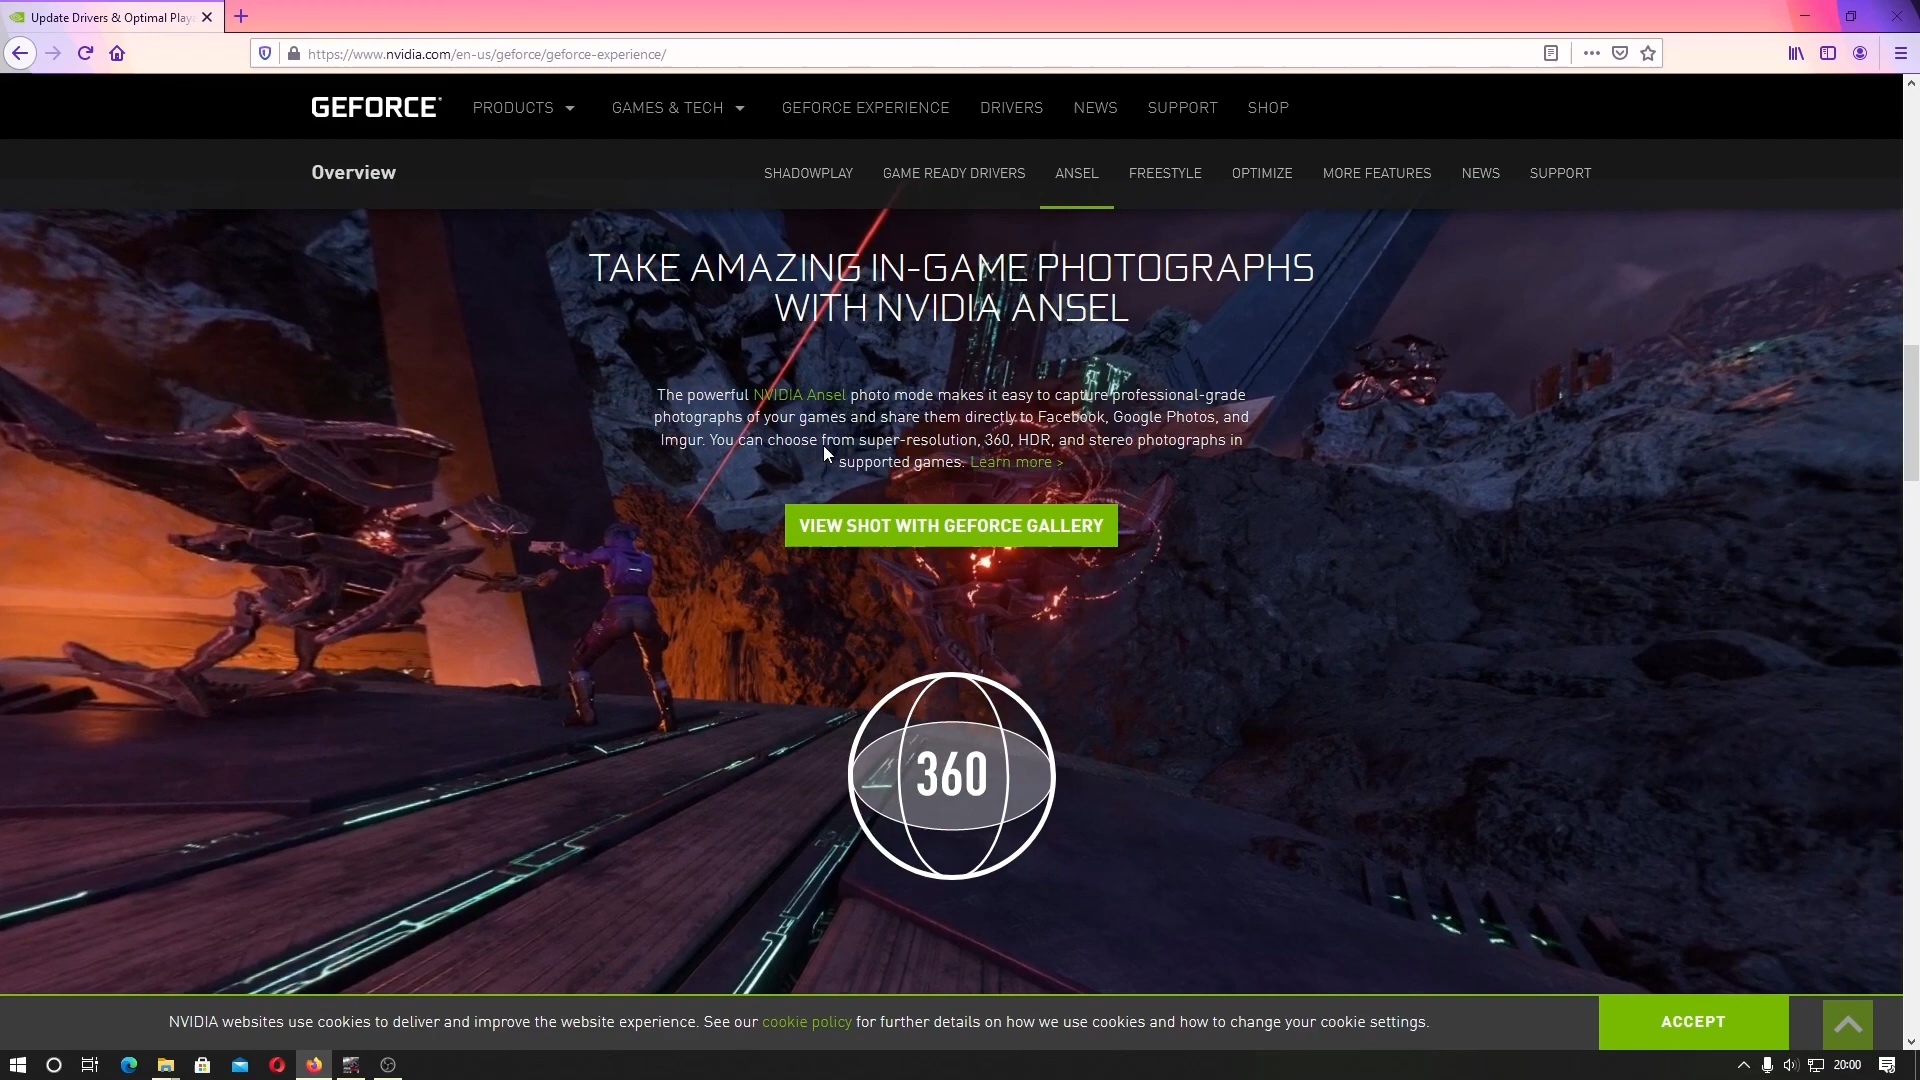 Update Drivers & Optimal Play
https://www.nvidia.com/en-us/geforce/geforce-experience/
GEFORCE PRODUCTS GAMES & TECH GEFORCE EXPERIENCE DRIVERS NEWS SUPPORT SHOP
Overview SHADOWPLAY GAME READY DRIVERS ANSEL FREESTYLE OPTIMIZE MORE FEATURES NEWS SUPPORT
TAKE AMAZING IN-GAME PHOTOGRAPHS
WITH NVIDIA ANSEL
The powerful NVIDIA Ansel photo mode makes it easy to capture professional-grade
photographs of your games and share them directly to Facebook, Google Photos, and
Imgur. You can choose from super-resolution, 360, HDR, and stereo photographs in
supported games. Learn more >
VIEW SHOT WITH GEFORCE GALLERY
360
NVIDIA websites use cookies to deliver and improve the website experience. See our cookie policy for further details on how we use cookies and how to change your cookie settings.
ACCEPT
20:00